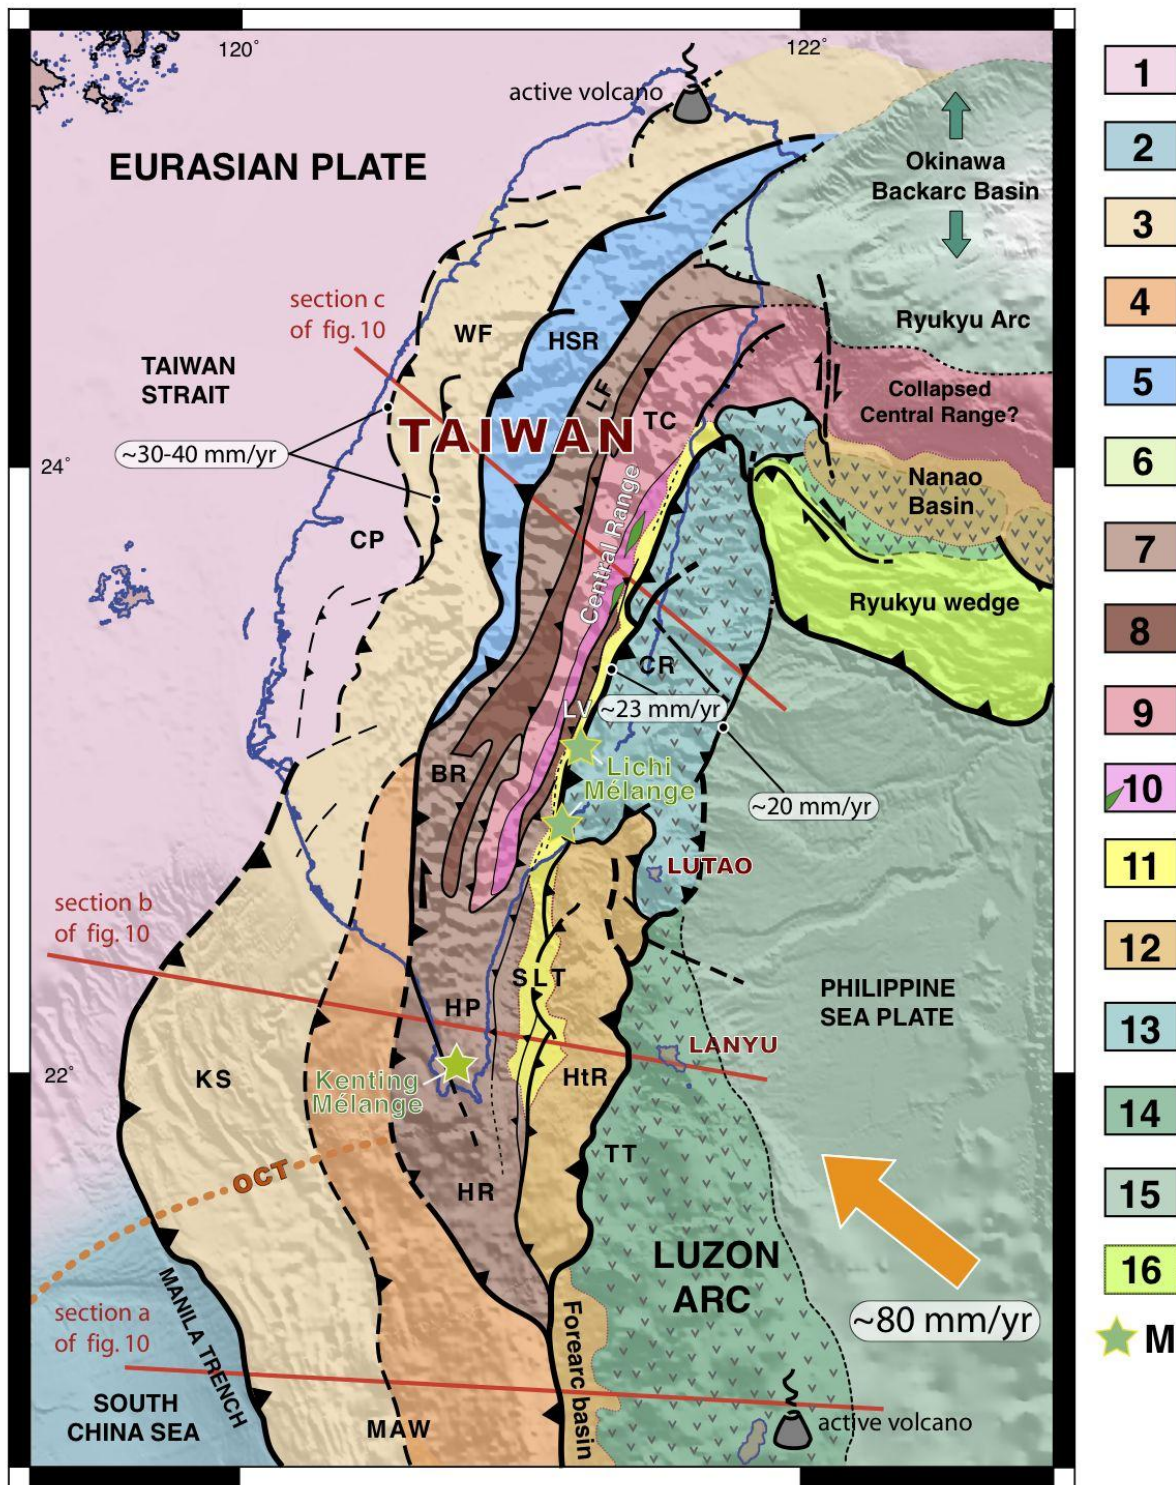 120°
122°
active volcano
EURASIAN PLATE
Okinawa
Backarc Basin
section c
of fig. 10
WF
HSR
Ryukyu Arc
TAIWAN
STRAIT
LF
TC
Collapsed
Central Range?
TAIWAN
~30-40 mm/yr
24°
Nanao
Basin
CP
Central Range
Ryukyu wedge
CR
LV
~23 mm/yr
BR
Lichi
Mélange
~20 mm/yr
LUTAO
section b
of fig. 10
SLT
PHILIPPINE
SEA PLATE
HP
LANYU
22°
KS
Kenting
Mélange
HtR
TT
OCT
HR
LUZON
ARC
MANILA TRENCH
section a
of fig. 10
Forearc basin
~80 mm/yr
SOUTH
CHINA SEA
MAW
active volcano
1
2
3
4
5
6
7
8
9
10
11
12
13
14
15
16
M